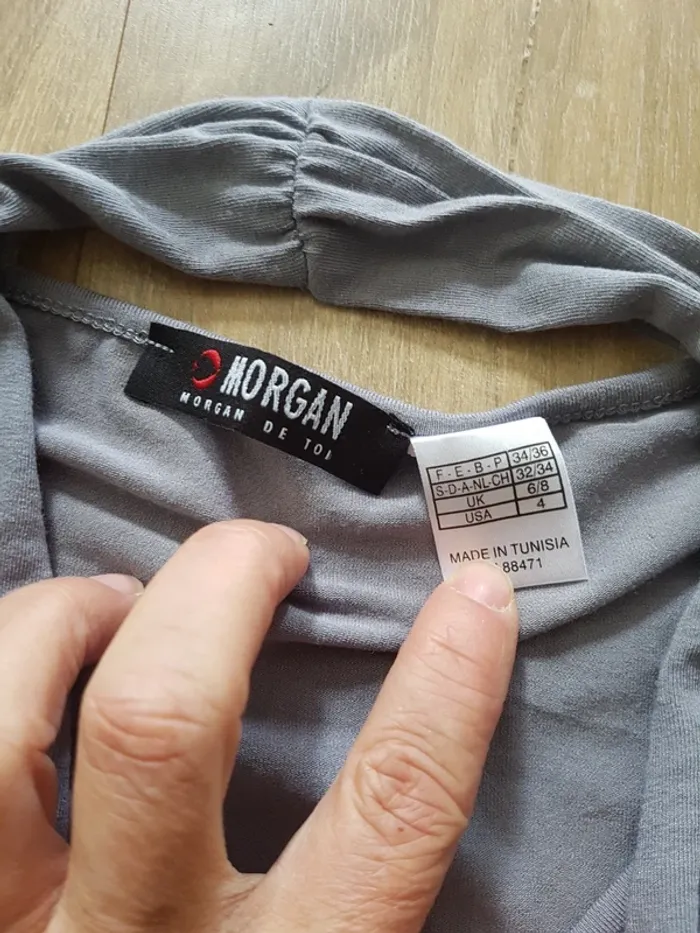 MORGAN
MORGAN DE TOI
F - E - B - P 34/36
S-D-A-NL-CH 32/34
UK 6/8
USA 4
MADE IN TUNISIA
88471